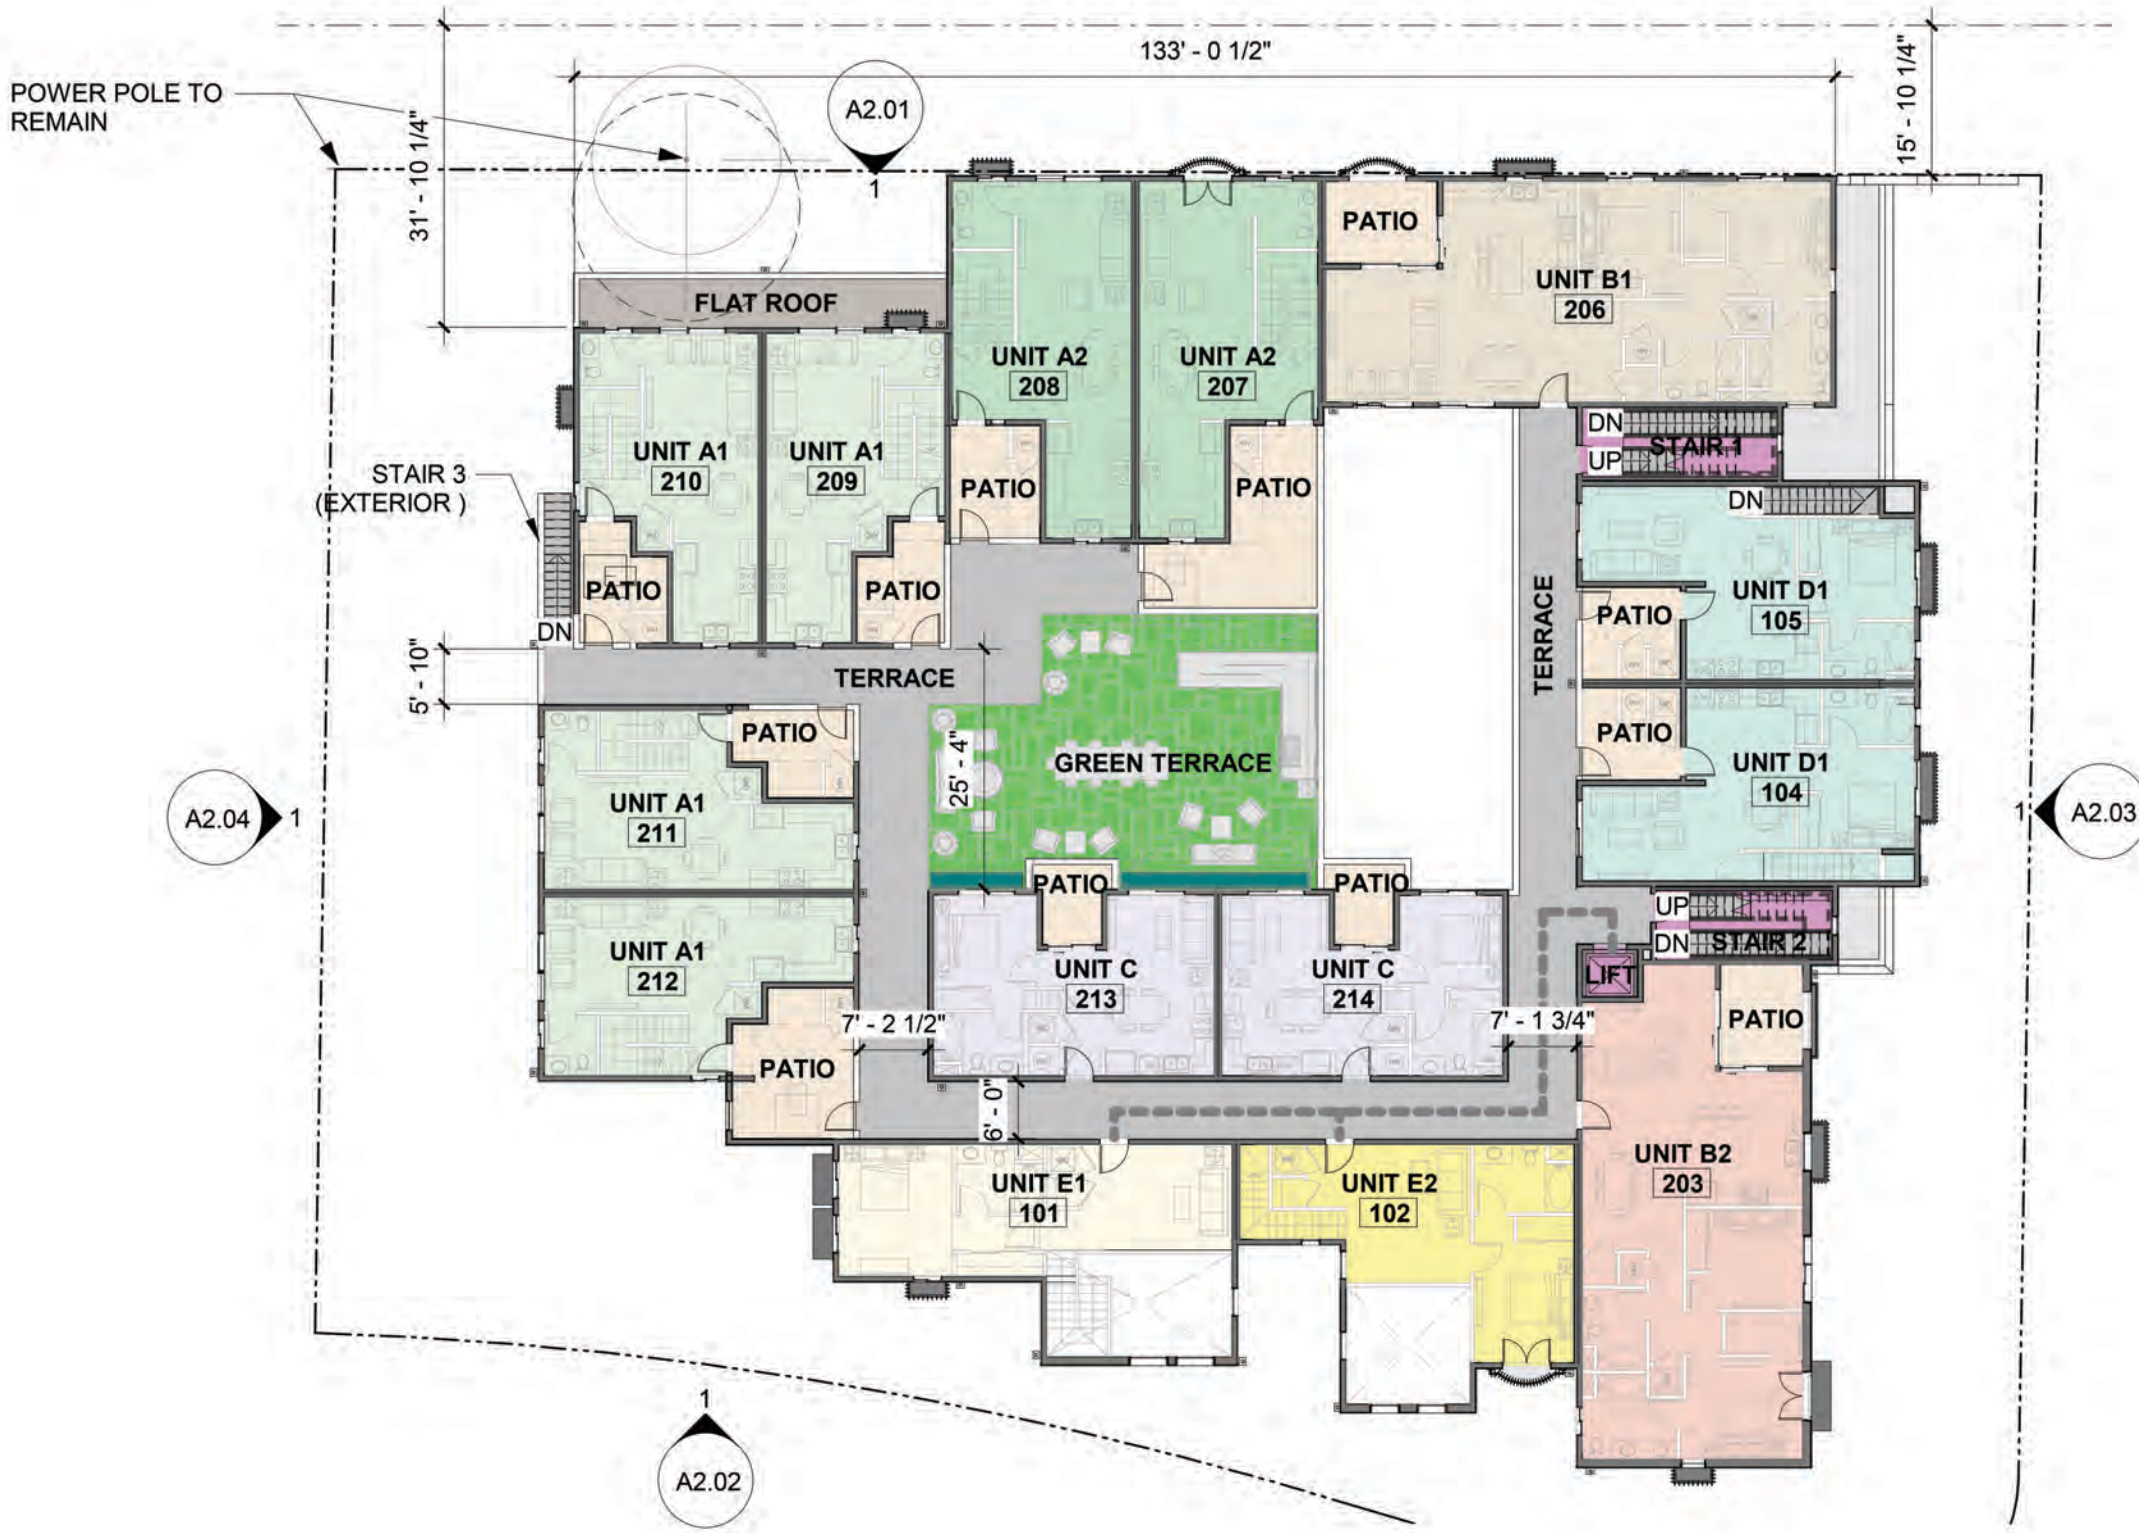 133' - 0 1/2"
15' - 10 1/4"
POWER POLE TO
REMAIN
A2.01
1
31' - 10 1/4"
PATIO
FLAT ROOF
UNIT B1
206
UNIT A2
208
UNIT A2
207
DN
STAIR 1
UP
UNIT A1
210
UNIT A1
209
STAIR 3
(EXTERIOR )
PATIO
PATIO
DN
PATIO
PATIO
UNIT D1
105
PATIO
TERRACE
DN
5' - 10"
TERRACE
PATIO
PATIO
25' - 4"
GREEN TERRACE
UNIT D1
104
UNIT A1
211
A2.04
1
1
A2.03
PATIO
PATIO
UP
DN
STAIR 2
UNIT A1
212
UNIT C
213
UNIT C
214
LIFT
7' - 2 1/2"
7' - 1 3/4"
PATIO
PATIO
6' - 0"
UNIT E1
101
UNIT E2
102
UNIT B2
203
1
A2.02